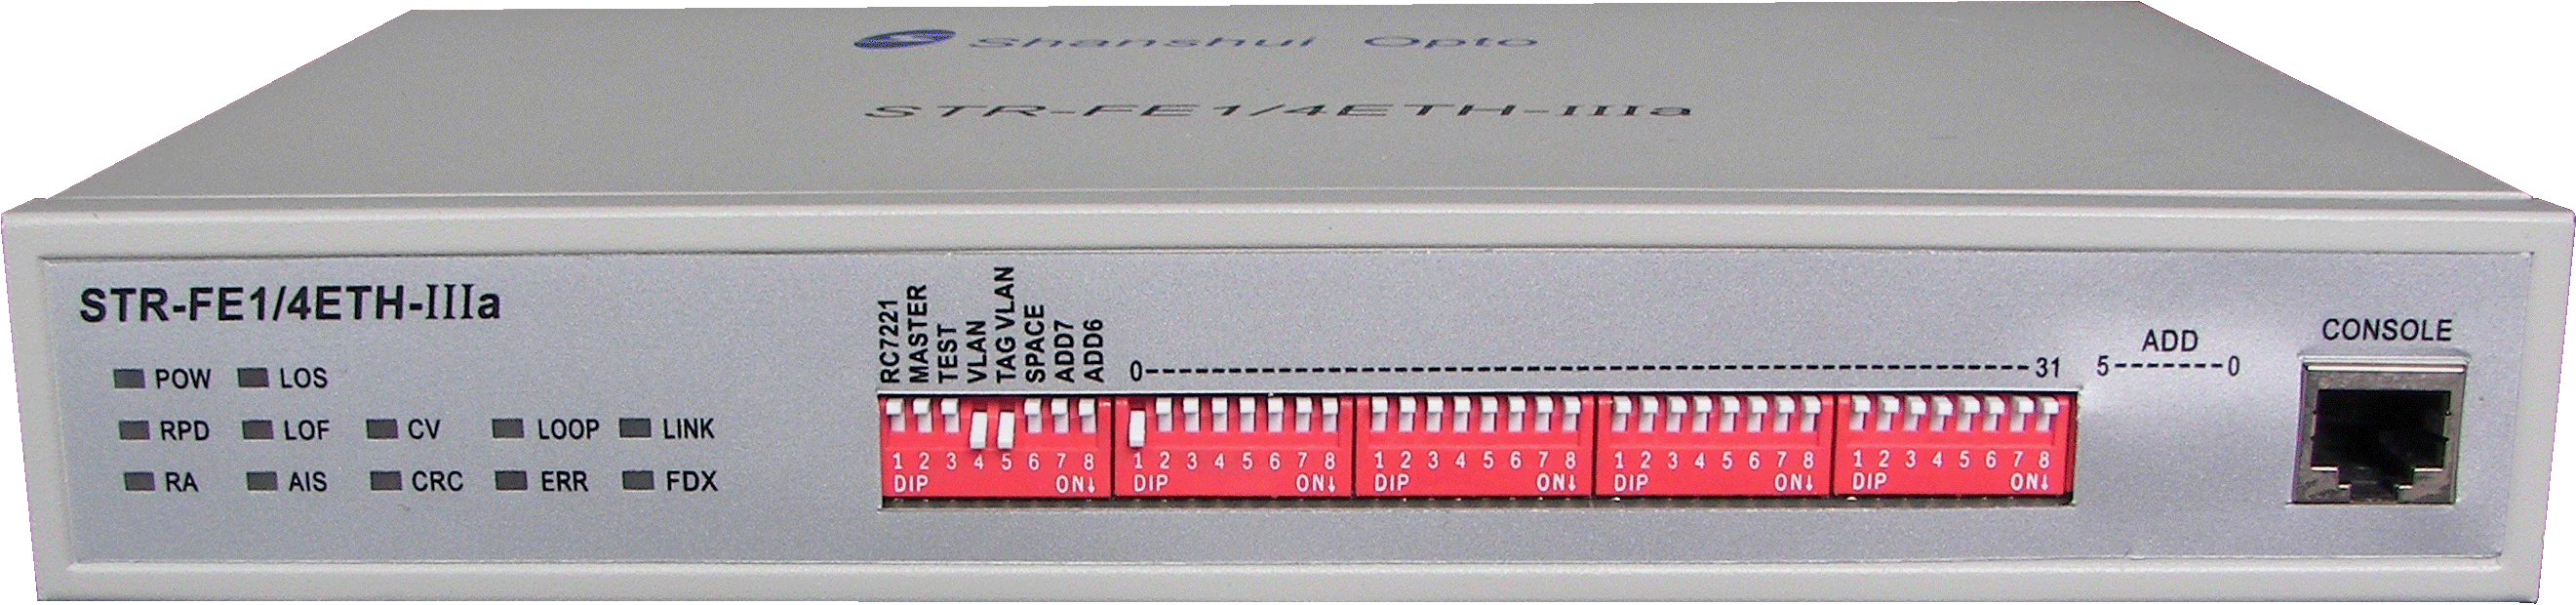 Shanshui Opto
STR-FE1/4ETH-IIIa
STR-FE1/4ETH-IIIa
POW LOS
RPD LOF CV LOOP LINK
RA AIS CRC ERR FDX
RC7221
MASTER
TEST
VLAN
TAG VLAN
SPACE
ADD7
ADD6
0--------------------------------------------------31
ADD
5-------0
CONSOLE
1 2 3 4 5 6 7 8
DIP ON↓
1 2 3 4 5 6 7 8
DIP ON↓
1 2 3 4 5 6 7 8
DIP ON↓
1 2 3 4 5 6 7 8
DIP ON↓
1 2 3 4 5 6 7 8
DIP ON↓